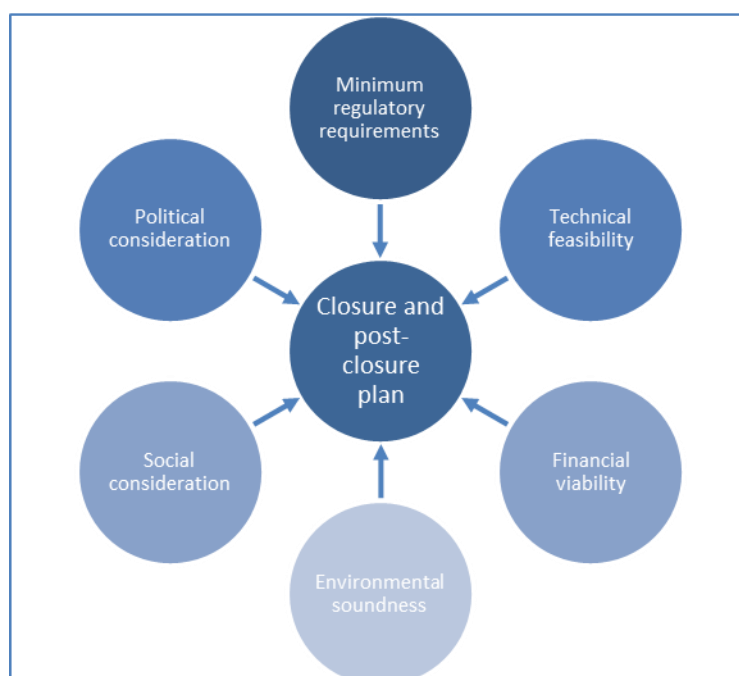 Minimum
regulatory
requirements
Political
consideration
Technical
feasibility
Closure and
post-
closure
plan
Social
consideration
Financial
viability
Environmental
soundness